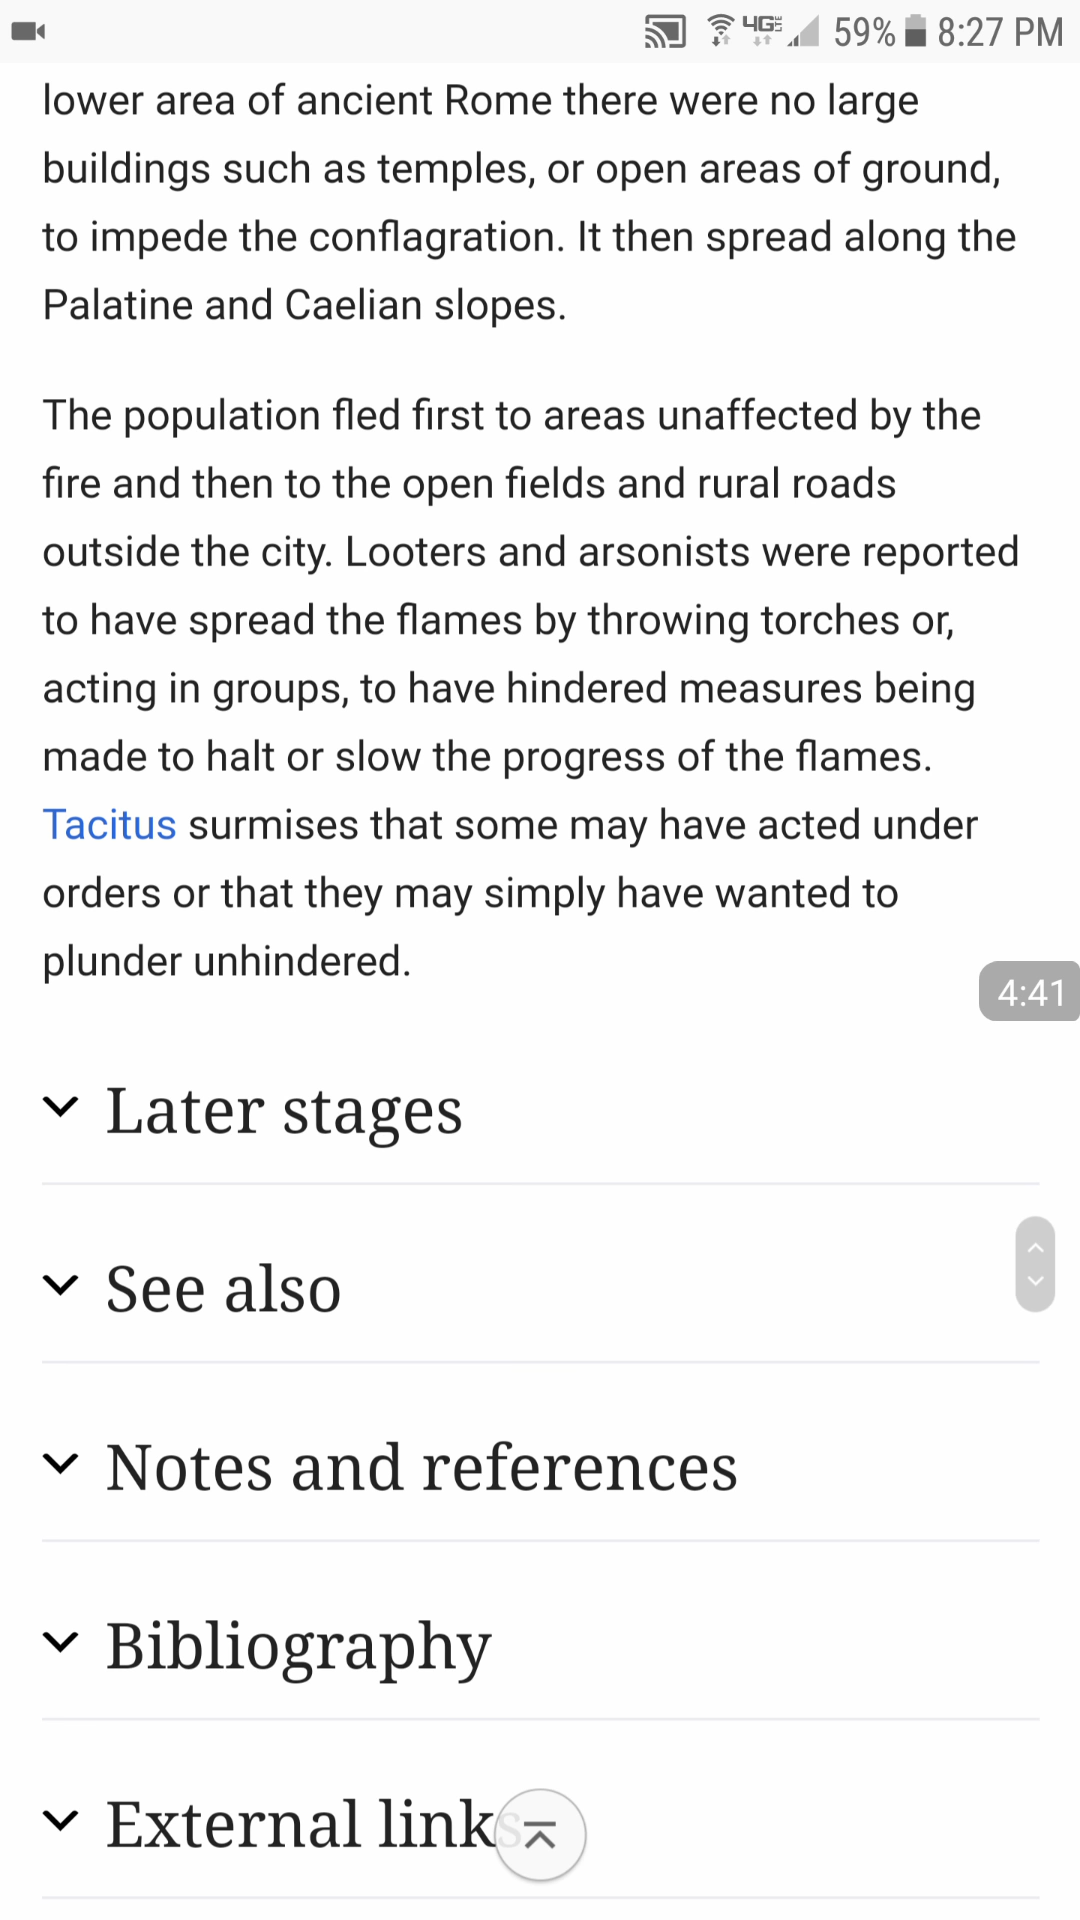 4G LTE 59% 8:27 PM
lower area of ancient Rome there were no large
buildings such as temples, or open areas of ground,
to impede the conflagration. It then spread along the
Palatine and Caelian slopes.
The population fled first to areas unaffected by the
fire and then to the open fields and rural roads
outside the city. Looters and arsonists were reported
to have spread the flames by throwing torches or,
acting in groups, to have hindered measures being
made to halt or slow the progress of the flames.
Tacitus surmises that some may have acted under
orders or that they may simply have wanted to
plunder unhindered.
4:41
Later stages
See also
Notes and references
Bibliography
External links